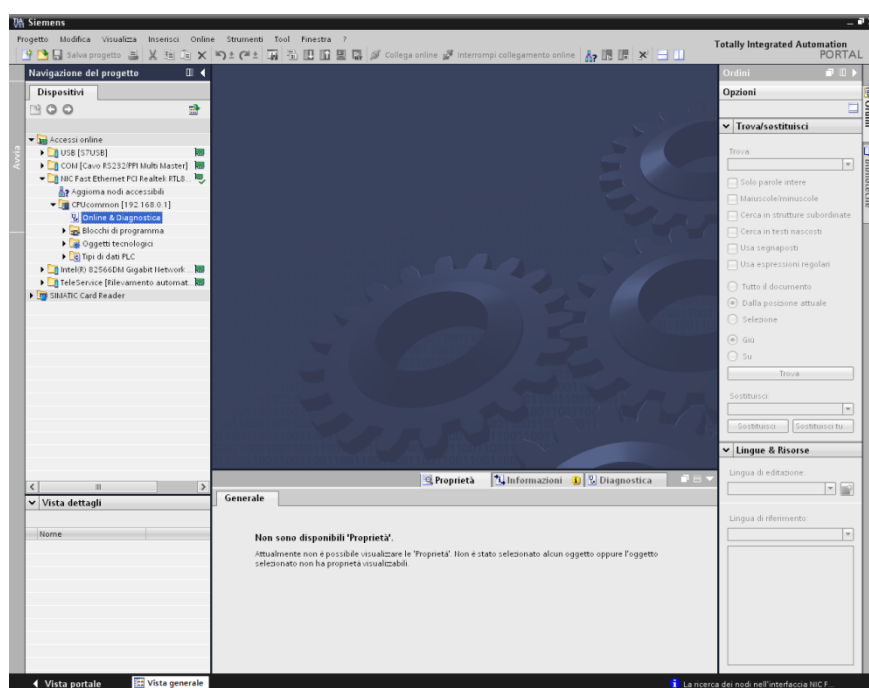 Siemens
Progetto Modifica Visualizza Inserisci Online Strumenti Tool Finestra ?
Salva progetto
Collega online
Interrompi collegamento online
Totally Integrated Automation
PORTAL
Navigazione del progetto
Dispositivi
Avvia
Accessi online
USB [S7USB]
COM [Cavo RS232/PPI Multi Master]
NIC Fast Ethernet PCI Realtek RTL8...
Aggiorna nodi accessibili
CPUcommon [192.168.0.1]
Online & Diagnostica
Blocchi di programma
Oggetti tecnologici
Tipi di dati PLC
Intel(R) 82566DM Gigabit Network ...
TeleService [Rilevamento automat...
SIMATIC Card Reader
Vista dettagli
Nome
Proprietà
Informazioni
Diagnostica
Generale
Non sono disponibili 'Proprietà'.
Attualmente non è possibile visualizzare le 'Proprietà'. Non è stato selezionato alcun oggetto oppure l'oggetto
selezionato non ha proprietà visualizzabili.
Ordini
Opzioni
Trova/sostituisci
Trova:
Solo parole intere
Maiuscole/minuscole
Cerca in strutture subordinate
Cerca in testi nascosti
Usa segnaposti
Usa espressioni regolari
Tutto il documento
Dalla posizione attuale
Selezione
Giù
Su
Trova
Sostituisci:
Sostituisci
Sostituisci tu...
Lingue & Risorse
Lingua di editazione:
Lingua di riferimento:
Ordini
Biblioteche
Vista portale
Vista generale
La ricerca dei nodi nell'interfaccia NIC F...